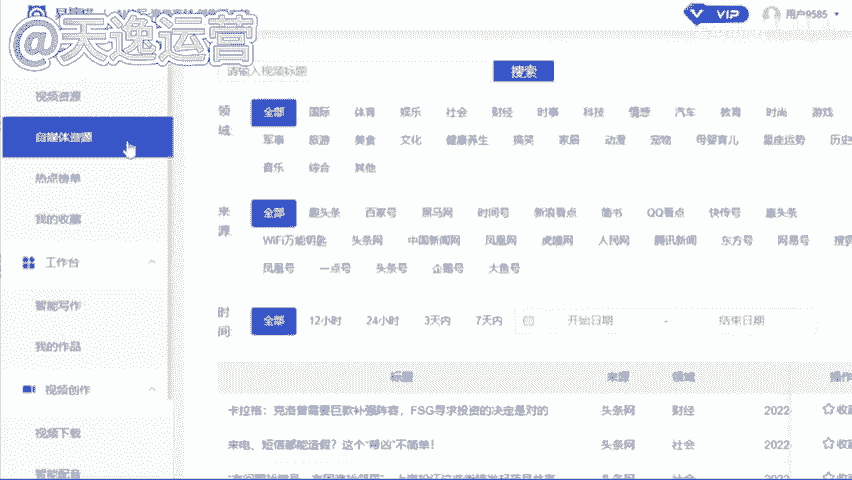 @天逸运营
VIP
用户9585
请输入视频标题
搜索
视频资源
自媒体资源
热点榜单
我的收藏
工作台
智能写作
我的作品
视频创作
视频下载
智能配音
领域:
全部 国际 体育 娱乐 社会 财经 时事 科技 情感 汽车 教育 时尚 游戏
军事 旅游 美食 文化 健康养生 搞笑 家居 动漫 宠物 母婴育儿 星座运势 历史
音乐 综合 其他
来源:
全部 趣头条 百家号 黑马网 时间号 新浪看点 简书 QQ看点 快传号 惠头条
WiFi万能钥匙 头条网 中国新闻网 凤凰网 虎嗅网 人民网 腾讯新闻 东方号 网易号 搜狐
凤凰号 一点号 头条号 企鹅号 大鱼号
时间:
全部 12小时 24小时 3天内 7天内 开始日期 - 结束日期
标题 来源 领域 操作
卡拉格：克洛普需要巨款补强阵容，FSG寻求投资的决定是对的 头条网 财经 2022 收藏
来电、短信都能造假？这个“帮凶”不简单！ 头条网 社会 2022
头条网 社会